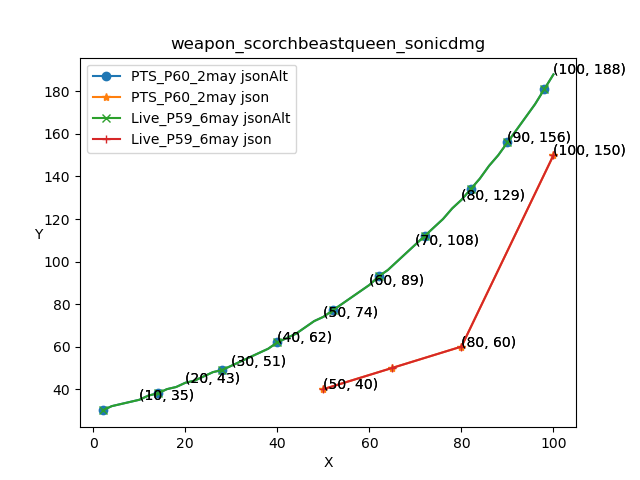 weapon_scorchbeastqueen_sonicdmg
PTS_P60_2may jsonAlt
PTS_P60_2may json
Live_P59_6may jsonAlt
Live_P59_6may json
(100, 188)
(90, 156)
(100, 150)
(80, 129)
(70, 108)
(60, 89)
(50, 74)
(40, 62)
(80, 60)
(30, 51)
(20, 43)
(50, 40)
(10, 35)
Y
180
160
140
120
100
80
60
40
0 20 40 60 80 100
X